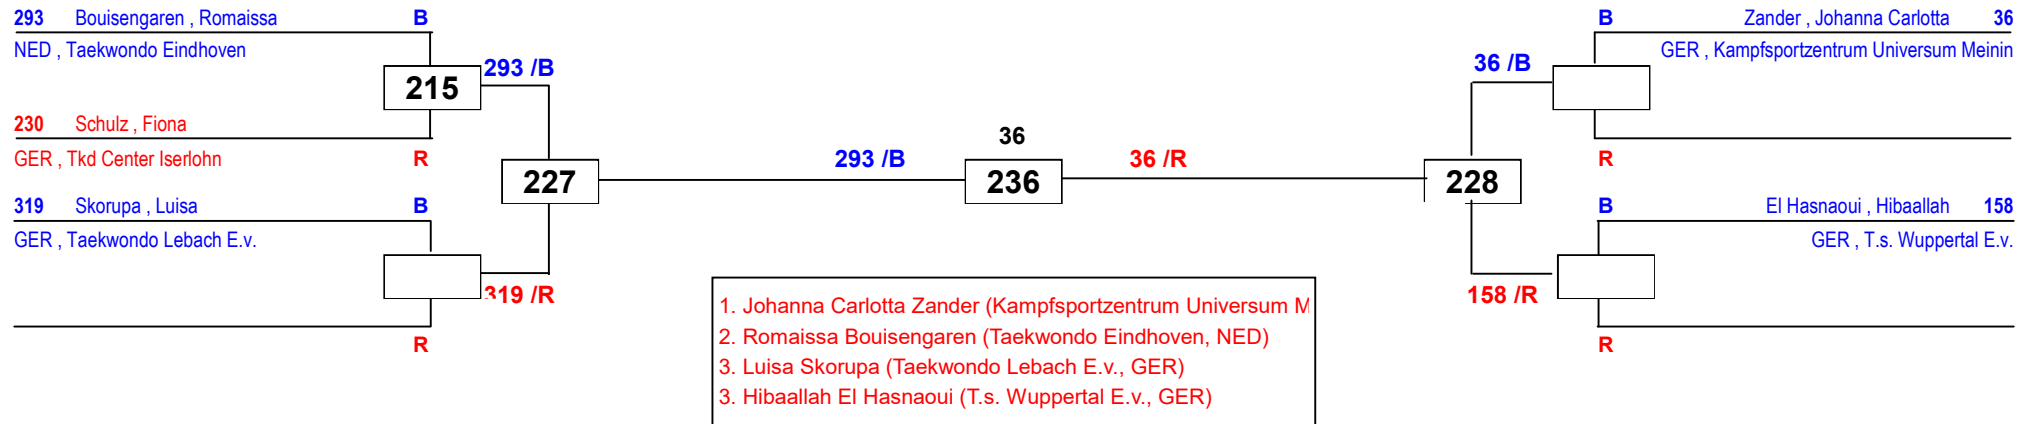 293 Bouisengaren , Romaissa B
NED , Taekwondo Eindhoven
215
293 /B
230 Schulz , Fiona
GER , Tkd Center Iserlohn R
227
319 Skorupa , Luisa B
GER , Taekwondo Lebach E.v.
319 /R
R
293 /B
36
236
36 /R
B Zander , Johanna Carlotta 36
GER , Kampfsportzentrum Universum Meinin
36 /B
R
228
B El Hasnaoui , Hibaallah 158
GER , T.s. Wuppertal E.v.
158 /R
R
1. Johanna Carlotta Zander (Kampfsportzentrum Universum M
2. Romaissa Bouisengaren (Taekwondo Eindhoven, NED)
3. Luisa Skorupa (Taekwondo Lebach E.v., GER)
3. Hibaallah El Hasnaoui (T.s. Wuppertal E.v., GER)